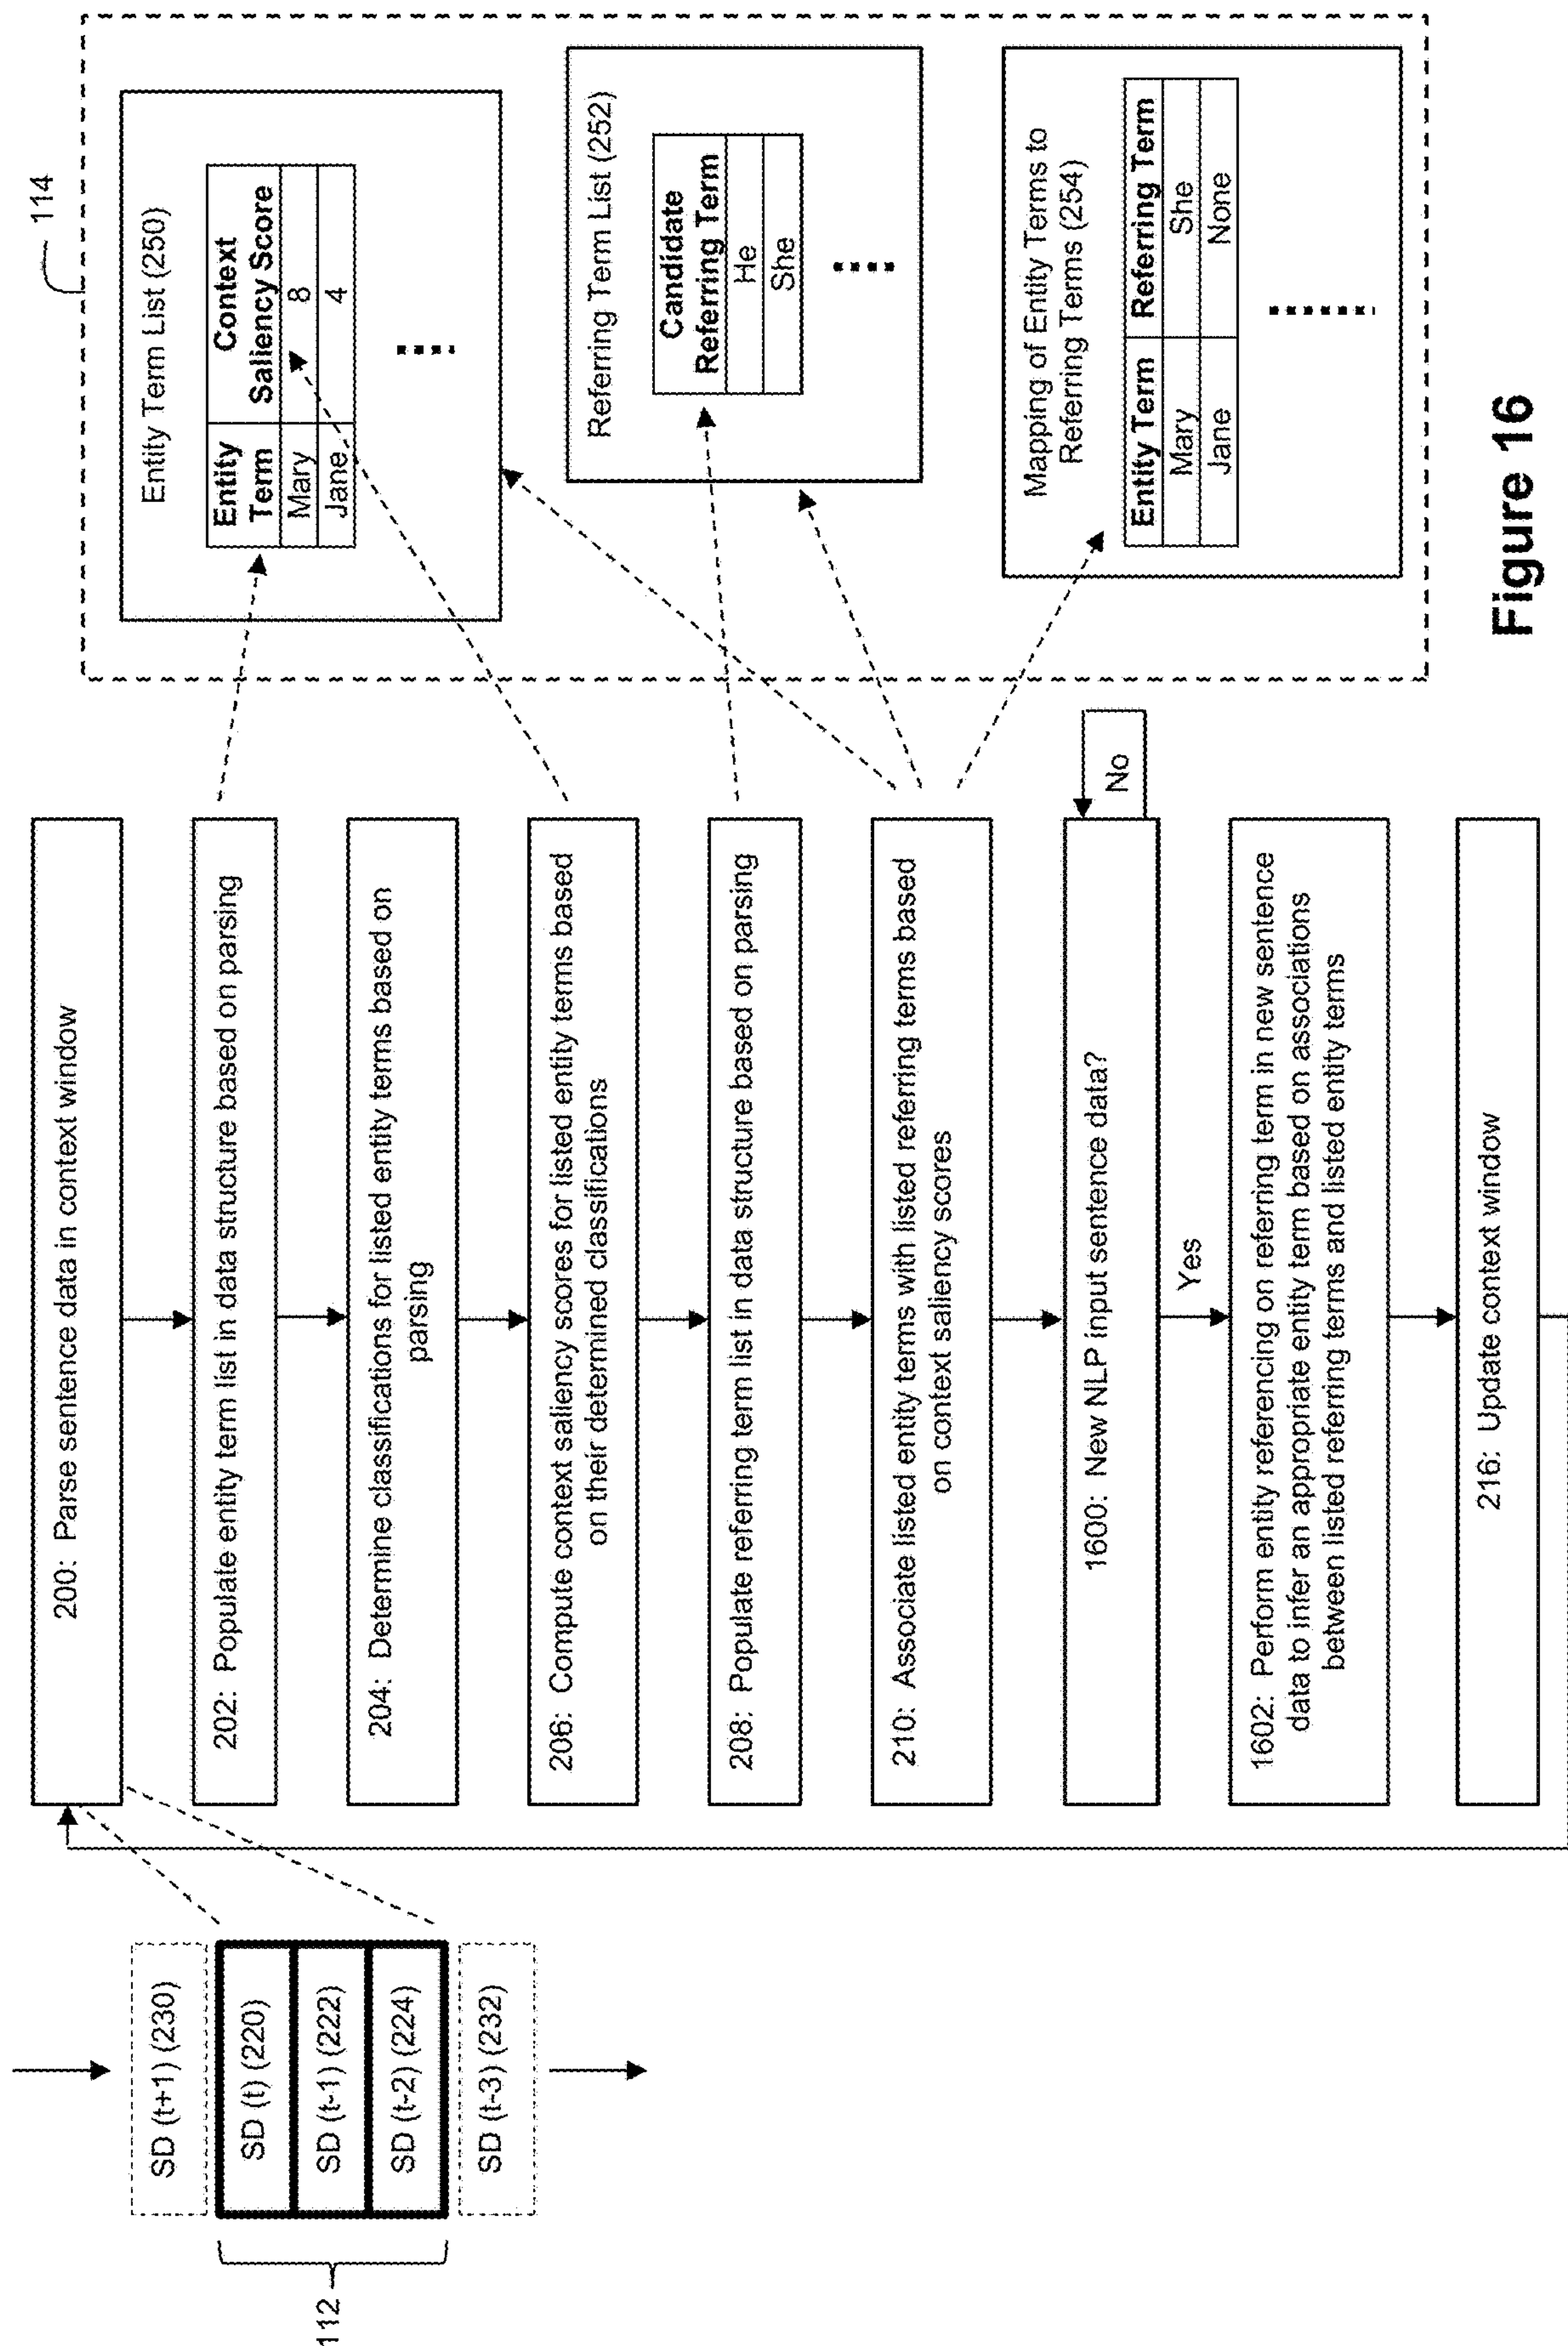 112
SD (t+1) (230)
SD (t) (220)
SD (t-1) (222)
SD (t-2) (224)
SD (t-3) (232)
200: Parse sentence data in context window
202: Populate entity term list in data structure based on parsing
204: Determine classifications for listed entity terms based on
parsing
206: Compute context saliency scores for listed entity terms based
on their determined classifications
208: Populate referring term list in data structure based on parsing
210: Associate listed entity terms with listed referring terms based
on context saliency scores
1600: New NLP input sentence data?
No
Yes
1602: Perform entity referencing on referring term in new sentence
data to infer an appropriate entity term based on associations
between listed referring terms and listed entity terms
216: Update context window
114
Entity Term List (250)
Entity Term Context Saliency Score
Mary 8
Jane 4
Referring Term List (252)
Candidate
Referring Term
He
She
Mapping of Entity Terms to
Referring Terms (254)
Entity Term Referring Term
Mary She
Jane None
Figure 16